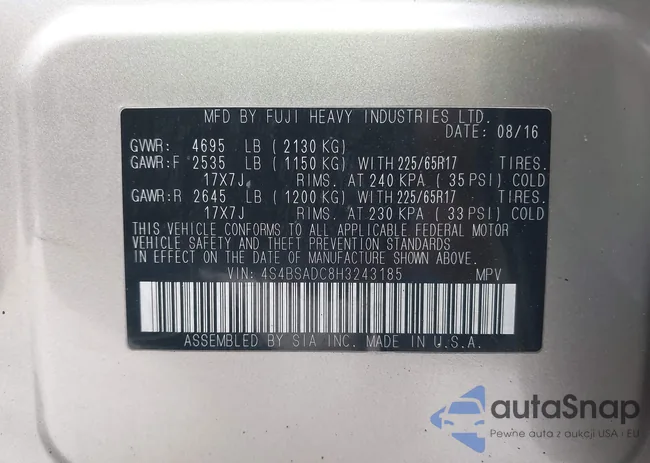 MFD BY FUJI HEAVY INDUSTRIES LTD.
DATE: 08/16
GVWR: 4695 LB (2130 KG)
GAWR:F 2535 LB (1150 KG) WITH 225/65R17 TIRES.
17X7J RIMS. AT 240 KPA (35 PSI) COLD
GAWR:R 2645 LB (1200 KG) WITH 225/65R17 TIRES.
17X7J RIMS. AT 230 KPA (33 PSI) COLD
THIS VEHICLE CONFORMS TO ALL APPLICABLE FEDERAL MOTOR
VEHICLE SAFETY AND THEFT PREVENTION STANDARDS
IN EFFECT ON THE DATE OF MANUFACTURE SHOWN ABOVE.
VIN: 4S4BSADC8H3243185 MPV
ASSEMBLED BY SIA INC. MADE IN U.S.A.
autoSnap
Pewne auta z aukcji USA i EU